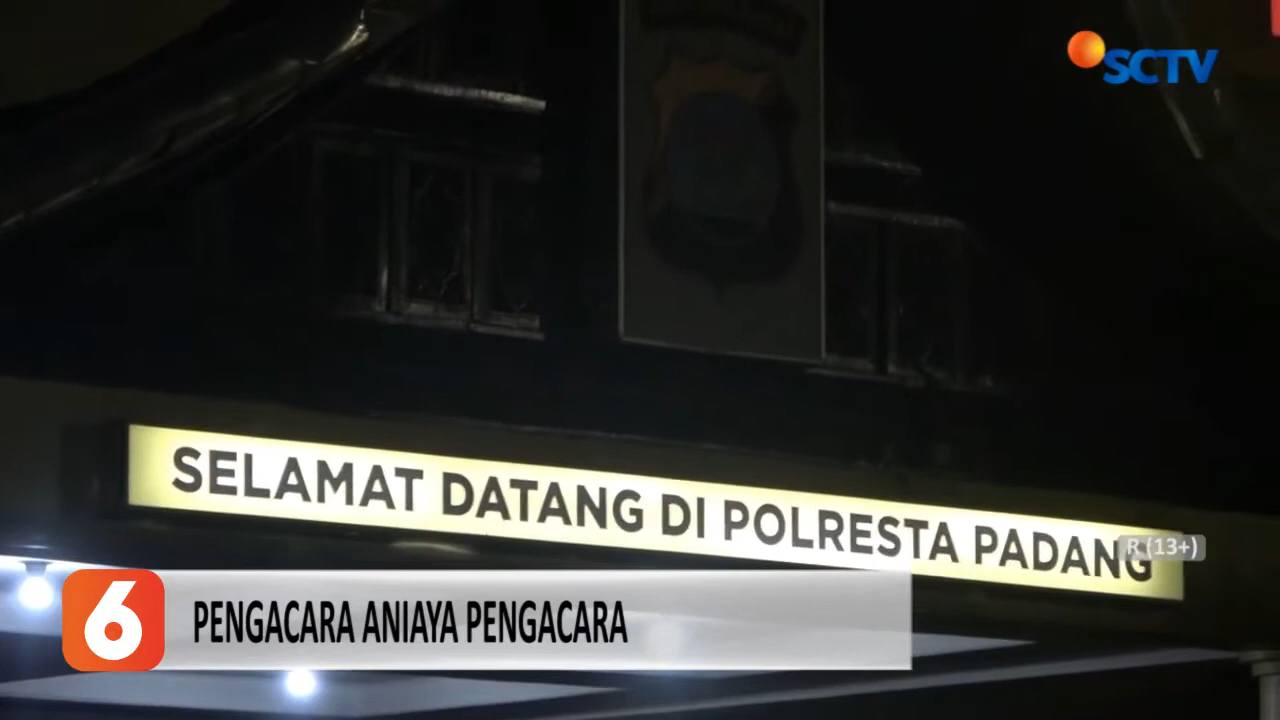 SCTV
SELAMAT DATANG DI POLRESTA PADANG
R (13+)
6
PENGACARA ANIAYA PENGACARA